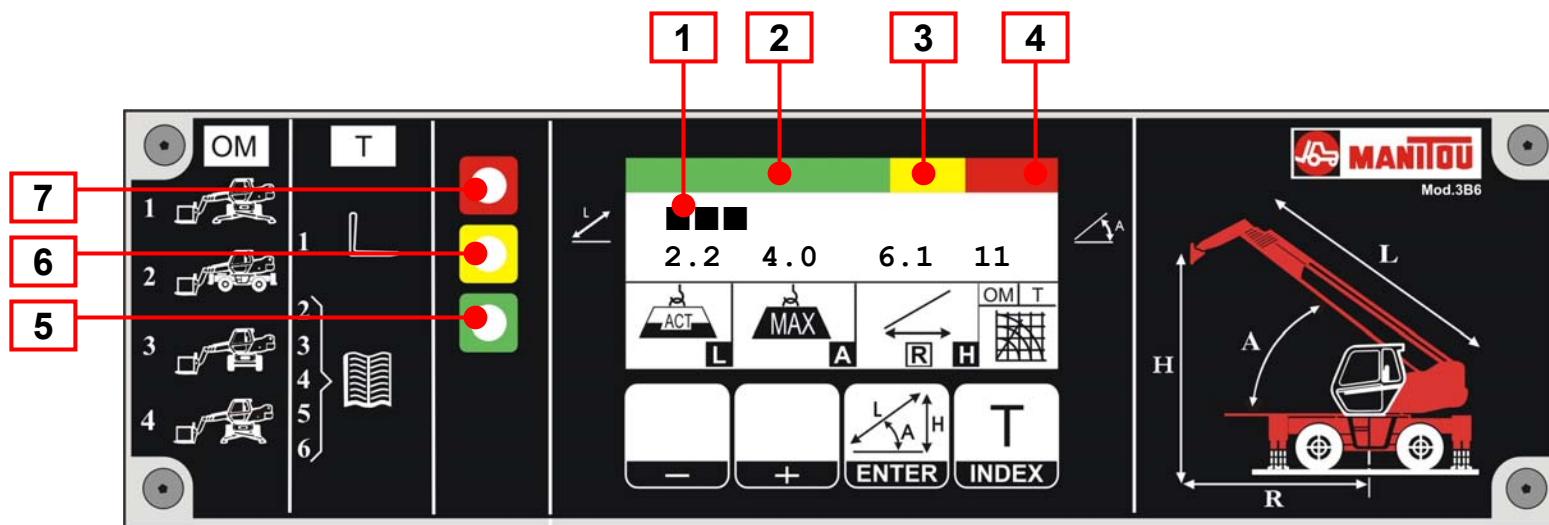 1 2 3 4
OM T
MANITOU
Mod.3B6
7
6
5
1
2
3
4
1
2
3
4
5
6
L
A
2.2 4.0 6.1 11
ACT L
MAX A
R H
OM T
−
+
L A H ENTER
T INDEX
L
A
H
R